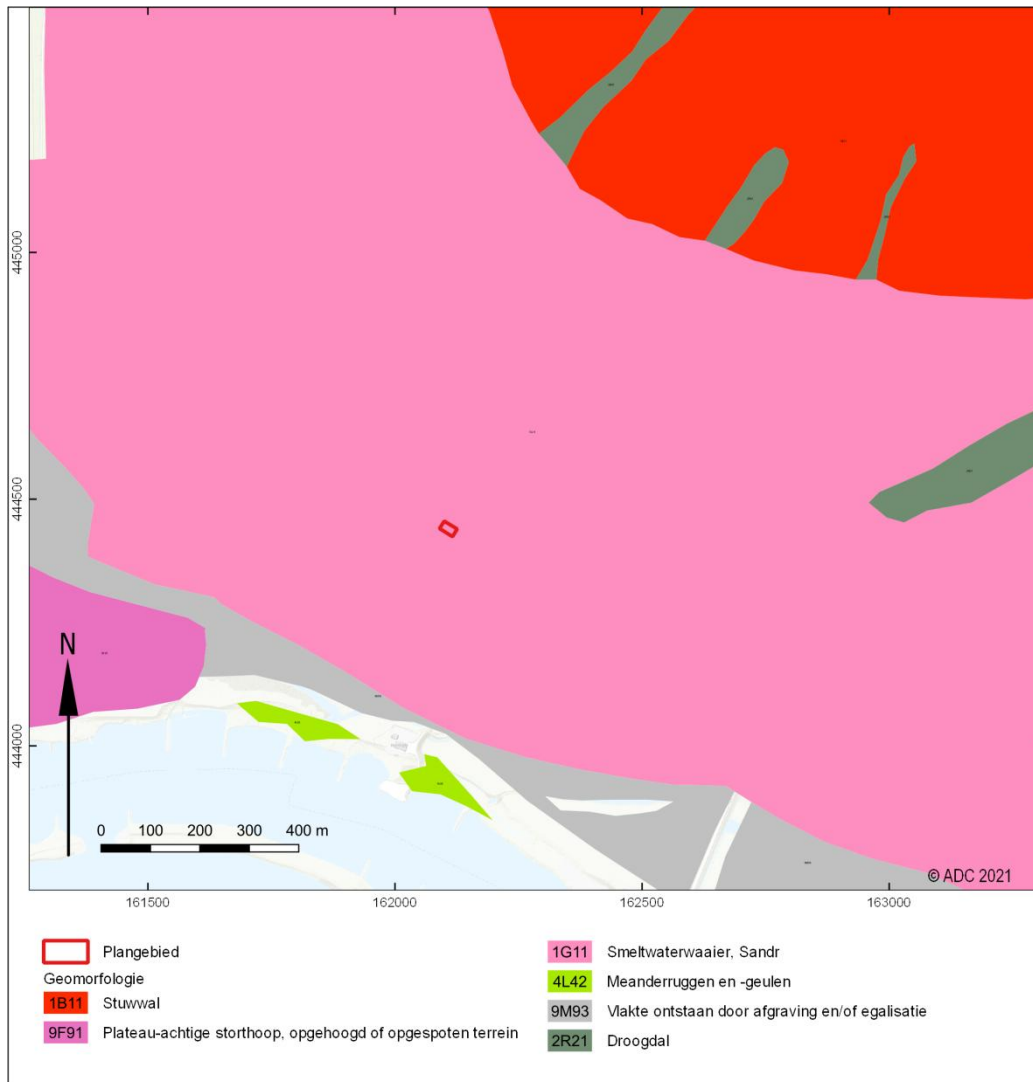 445000
444500
444000
N
0 100 200 300 400 m
© ADC 2021
161500 162000 162500 163000
Plangebied
Geomorfologie
1B11 Stuwwal
9F91 Plateau-achtige storthoop, opgehoogd of opgespoten terrein
1G11 Smeltwaterwaaier, Sandr
4L42 Meanderruggen en -geulen
9M93 Vlakte ontstaan door afgraving en/of egalisatie
2R21 Droogdal